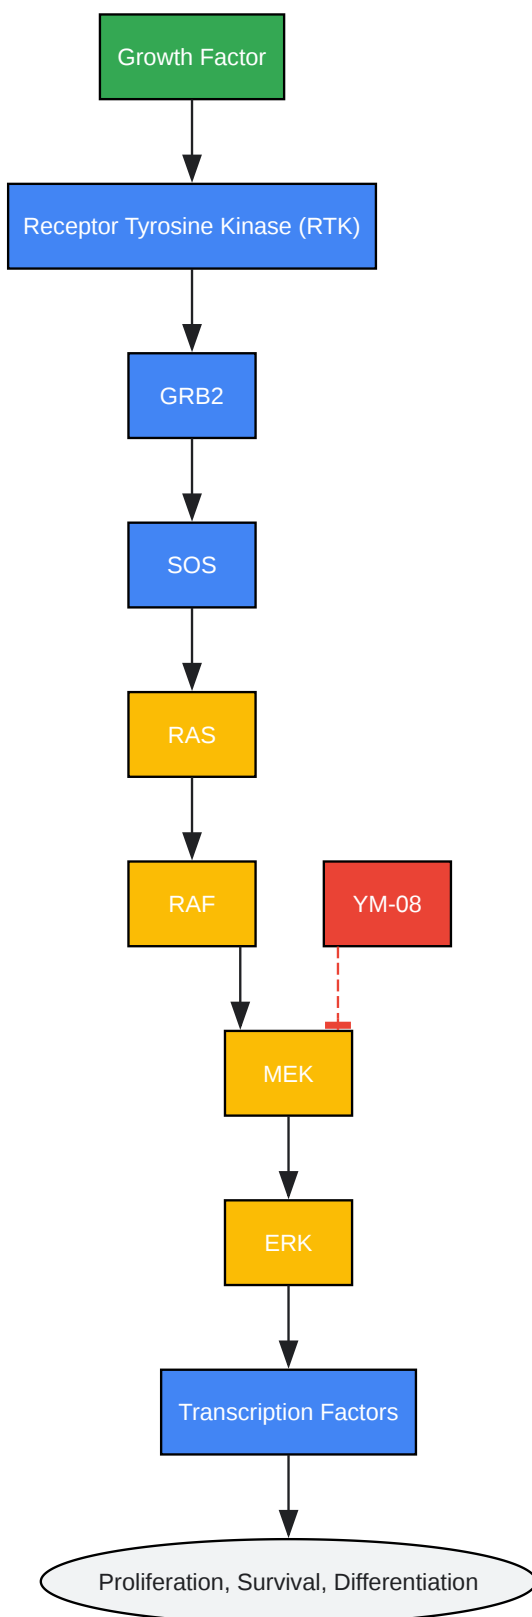 Growth Factor
Receptor Tyrosine Kinase (RTK)
GRB2
SOS
RAS
RAF
YM-08
MEK
ERK
Transcription Factors
Proliferation, Survival, Differentiation